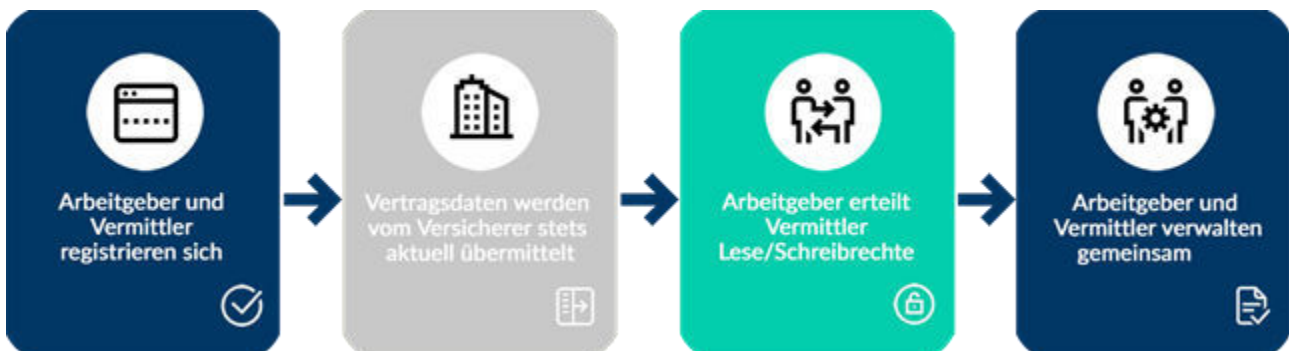 Arbeitgeber und
Vermittler
registrieren sich
Vertragsdaten werden
vom Versicherer stets
aktuell übermittelt
Arbeitgeber erteilt
Vermittler
Lese/Schreibrechte
Arbeitgeber und
Vermittler verwalten
gemeinsam